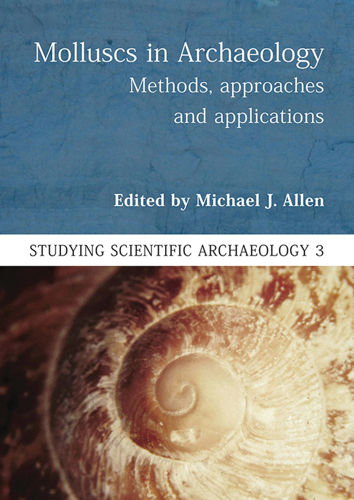 Molluscs in Archaeology
Methods, approaches
and applications
Edited by Michael J. Allen
STUDYING SCIENTIFIC ARCHAEOLOGY 3